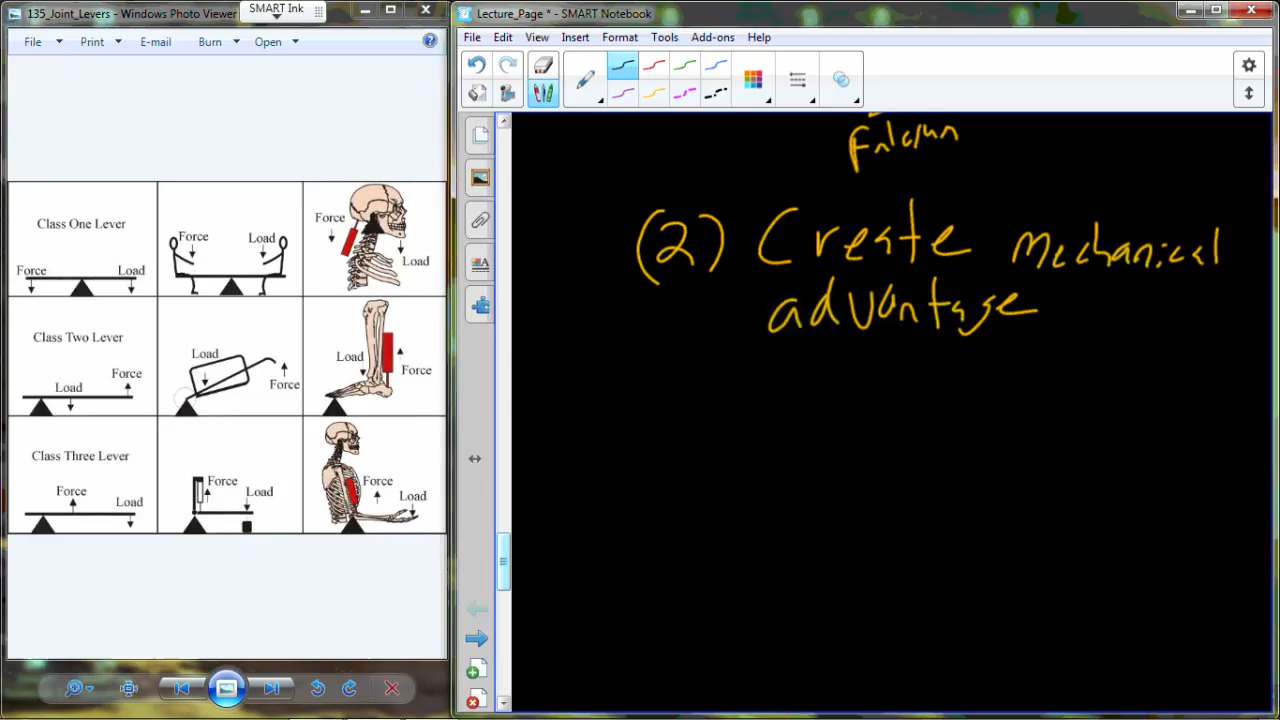 135_Joint_Levers - Windows Photo Viewer
SMART Ink
File Print E-mail Burn Open
Class One Lever
Force Load
Force Load
Force
Load
Class Two Lever
Load Force
Load
Force
Load
Force
Class Three Lever
Force
Load
Force
Load
Force
Load
Lecture_Page * - SMART Notebook
File Edit View Insert Format Tools Add-ons Help
(2) Create mechanical
advantage